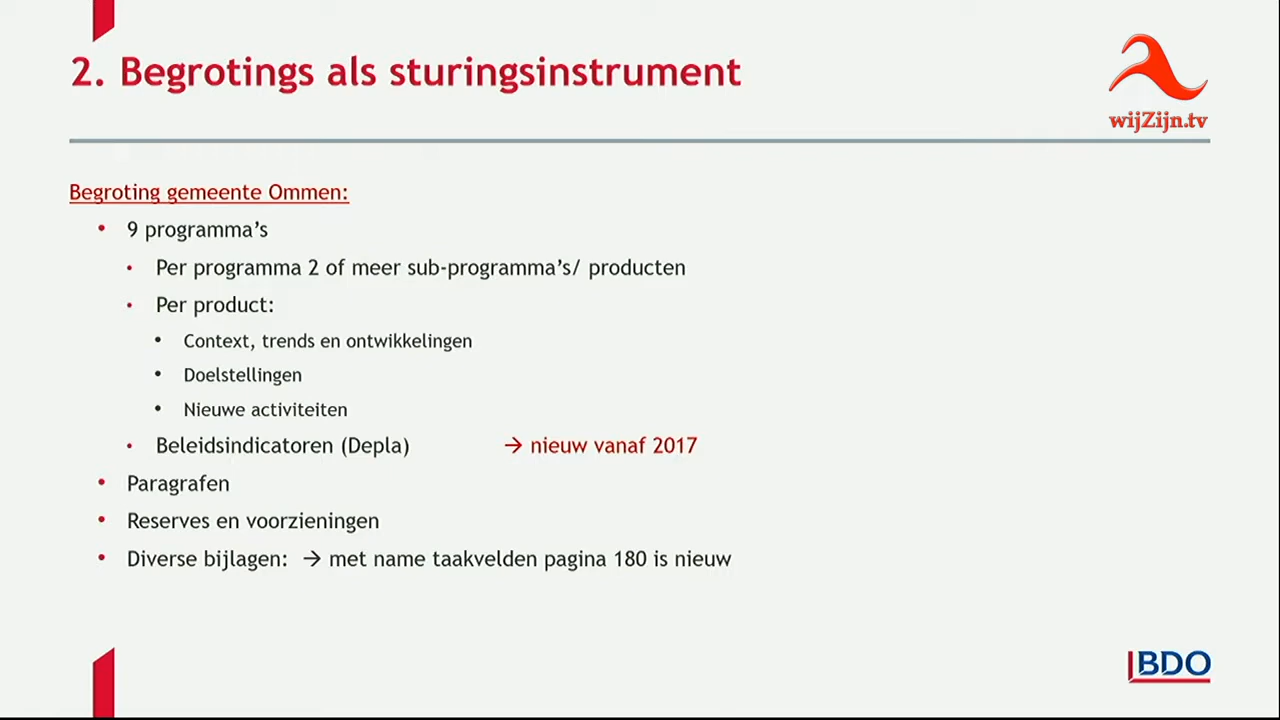 2. Begrotings als sturingsinstrument
wijZijn.tv
Begroting gemeente Ommen:
• 9 programma's
• Per programma 2 of meer sub-programma's/ producten
• Per product:
• Context, trends en ontwikkelingen
• Doelstellingen
• Nieuwe activiteiten
• Beleidsindicatoren (Depla) → nieuw vanaf 2017
• Paragrafen
• Reserves en voorzieningen
• Diverse bijlagen: → met name taakvelden pagina 180 is nieuw
BDO